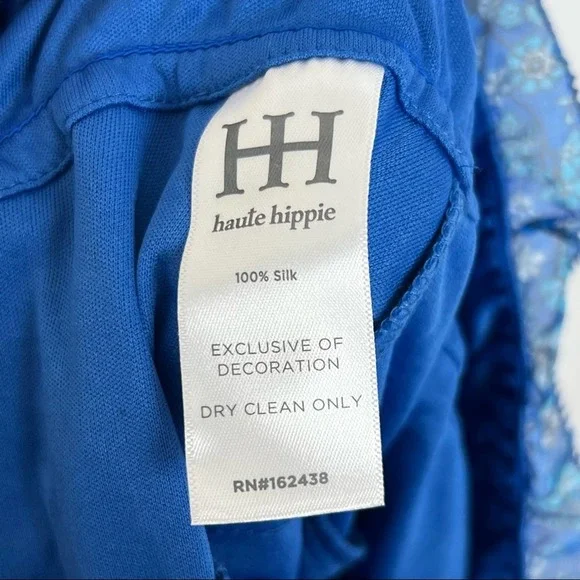 HH
haute hippie
100% Silk
EXCLUSIVE OF
DECORATION
DRY CLEAN ONLY
RN#162438